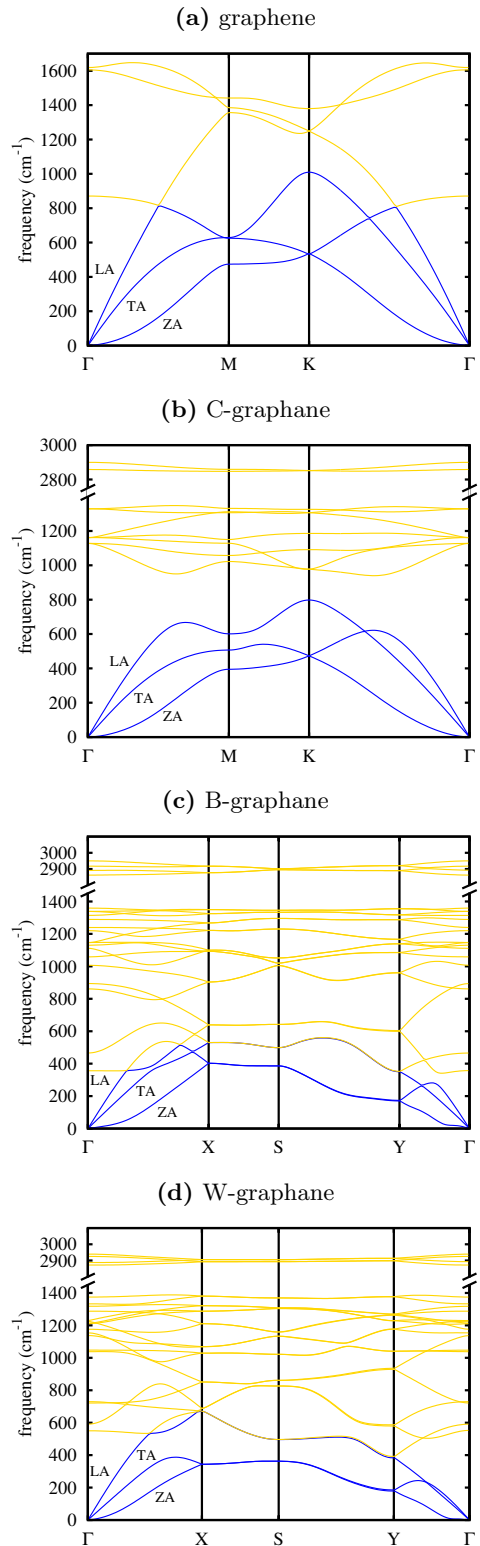 (a) graphene
1600
1400
1200
1000
800
600
400
200
0
frequency (cm-1)
LA
TA
ZA
Γ M K Γ
(b) C-graphane
3000
2800
1200
1000
800
600
400
200
0
frequency (cm-1)
LA
TA
ZA
Γ M K Γ
(c) B-graphane
3000
2900
1400
1200
1000
800
600
400
200
0
frequency (cm-1)
LA
TA
ZA
Γ X S Y Γ
(d) W-graphane
3000
2900
1400
1200
1000
800
600
400
200
0
frequency (cm-1)
LA
TA
ZA
Γ X S Y Γ